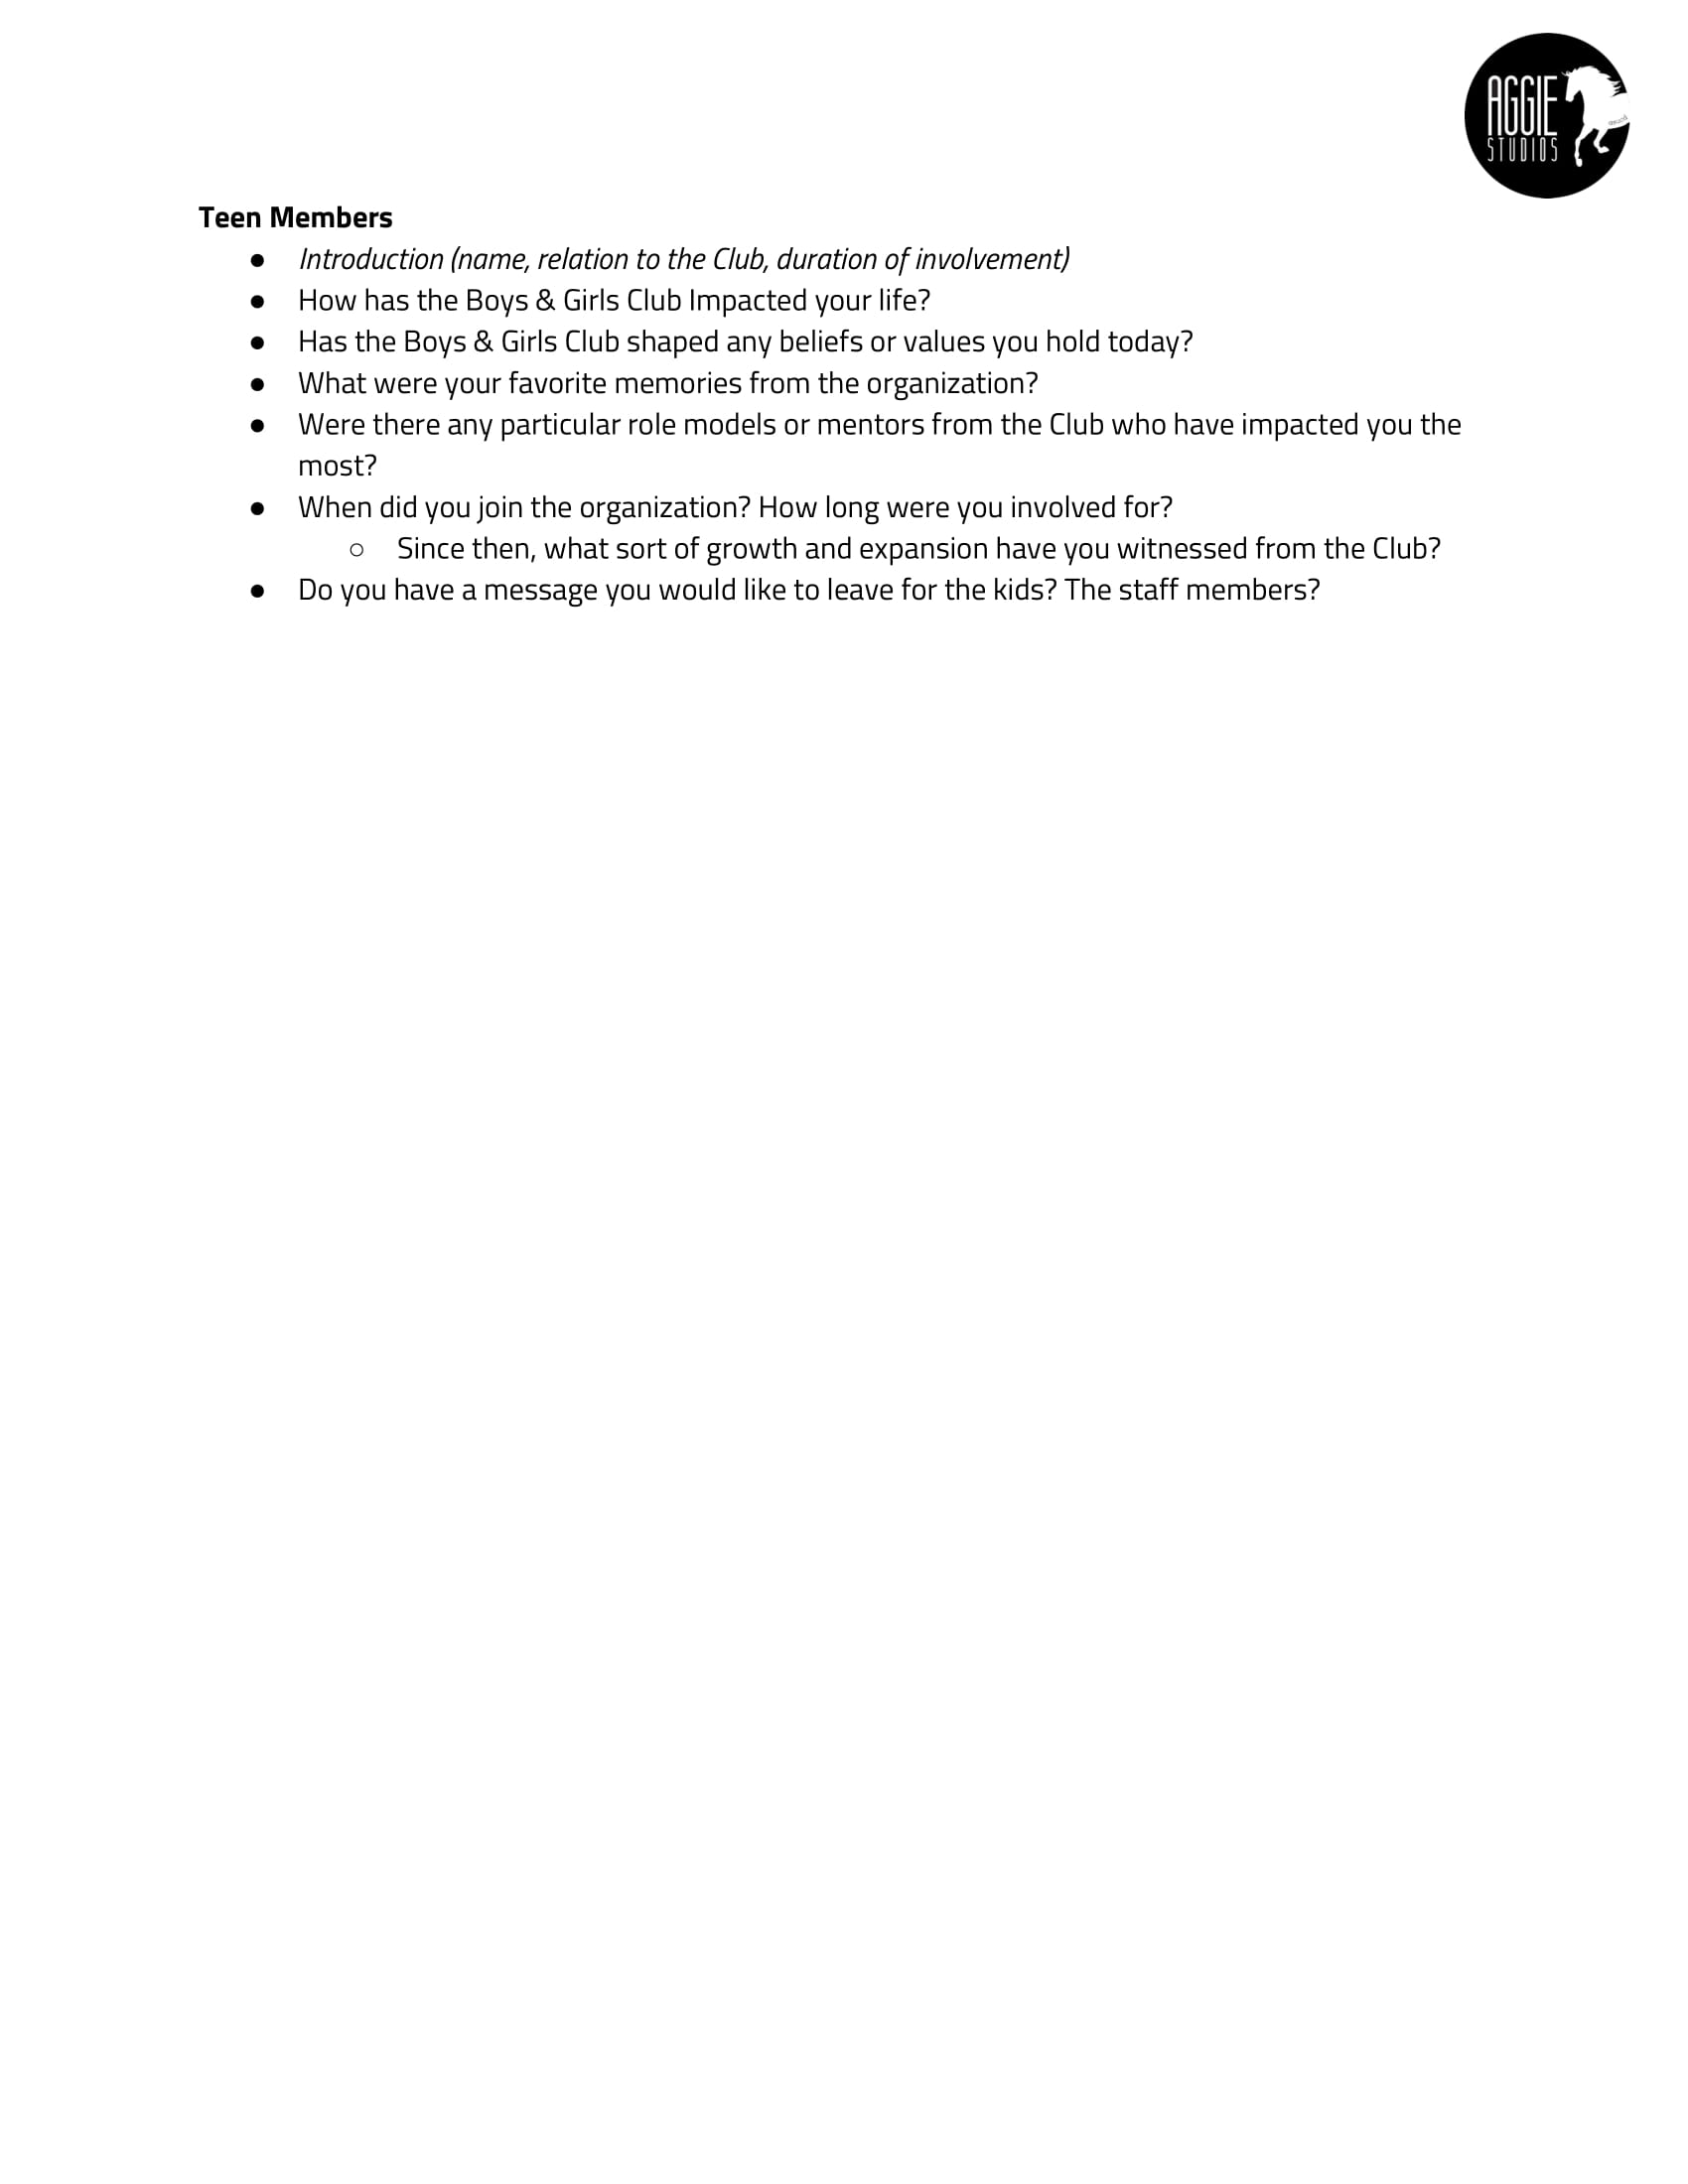 AGGIE
STUDIOS
Teen Members
● Introduction (name, relation to the Club, duration of involvement)
● How has the Boys & Girls Club Impacted your life?
● Has the Boys & Girls Club shaped any beliefs or values you hold today?
● What were your favorite memories from the organization?
● Were there any particular role models or mentors from the Club who have impacted you the
most?
● When did you join the organization? How long were you involved for?
○ Since then, what sort of growth and expansion have you witnessed from the Club?
● Do you have a message you would like to leave for the kids? The staff members?